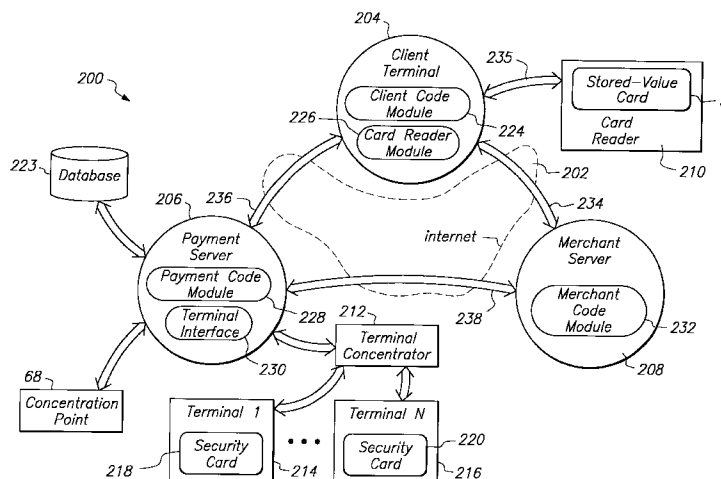 204
Client
Terminal
Client Code
Module
226
Card Reader
Module
224
235
Stored-Value
Card
Card
Reader
210
200
202
236
234
internet
223
Database
206
Payment
Server
Payment Code
Module
228
Terminal
Interface
230
238
Merchant
Server
Merchant
Code
Module
232
208
212
Terminal
Concentrator
68
Concentration
Point
Terminal 1
Security
Card
218
214
Terminal N
Security
Card
220
216